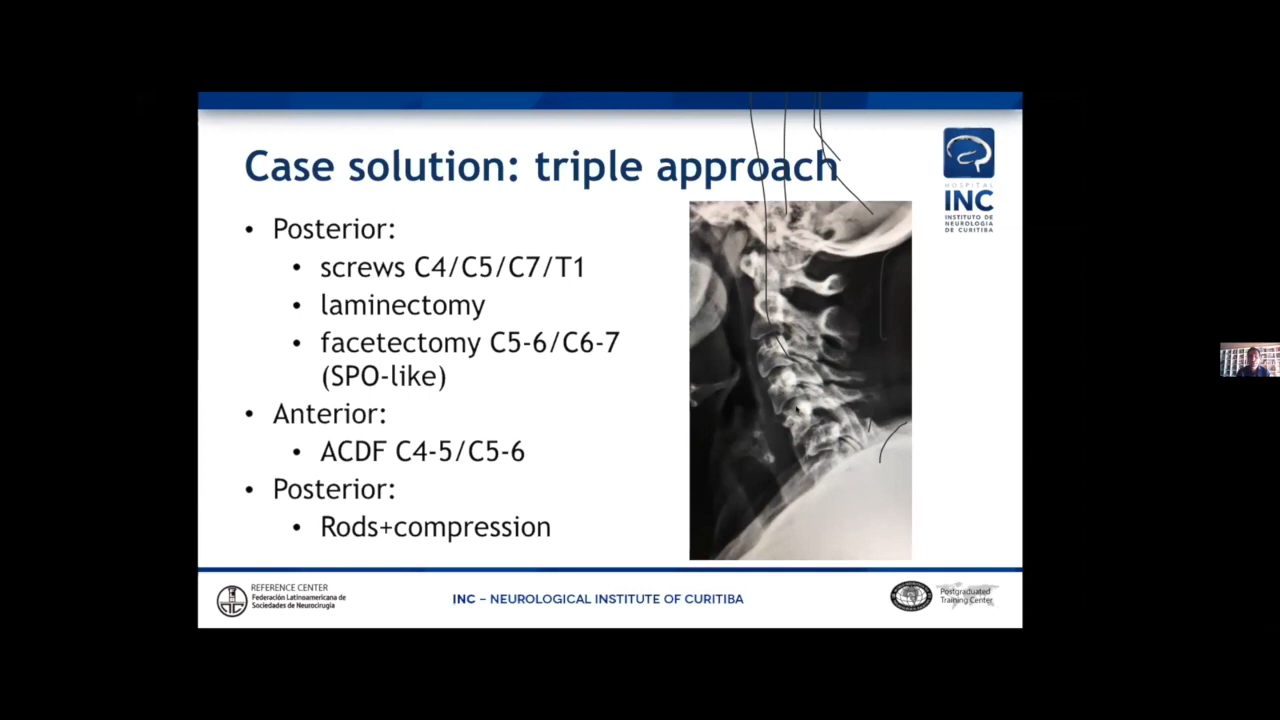 Case solution: triple approach
• Posterior:
• screws C4/C5/C7/T1
• laminectomy
• facetectomy C5-6/C6-7
(SPO-like)
• Anterior:
• ACDF C4-5/C5-6
• Posterior:
• Rods+compression
HOSPITAL
INC
INSTITUTO DE
NEUROLOGIA
DE CURITIBA
REFERENCE CENTER
Federación Latinoamericana de
Sociedades de Neurocirugía
INC – NEUROLOGICAL INSTITUTE OF CURITIBA
Postgraduated
Training Center